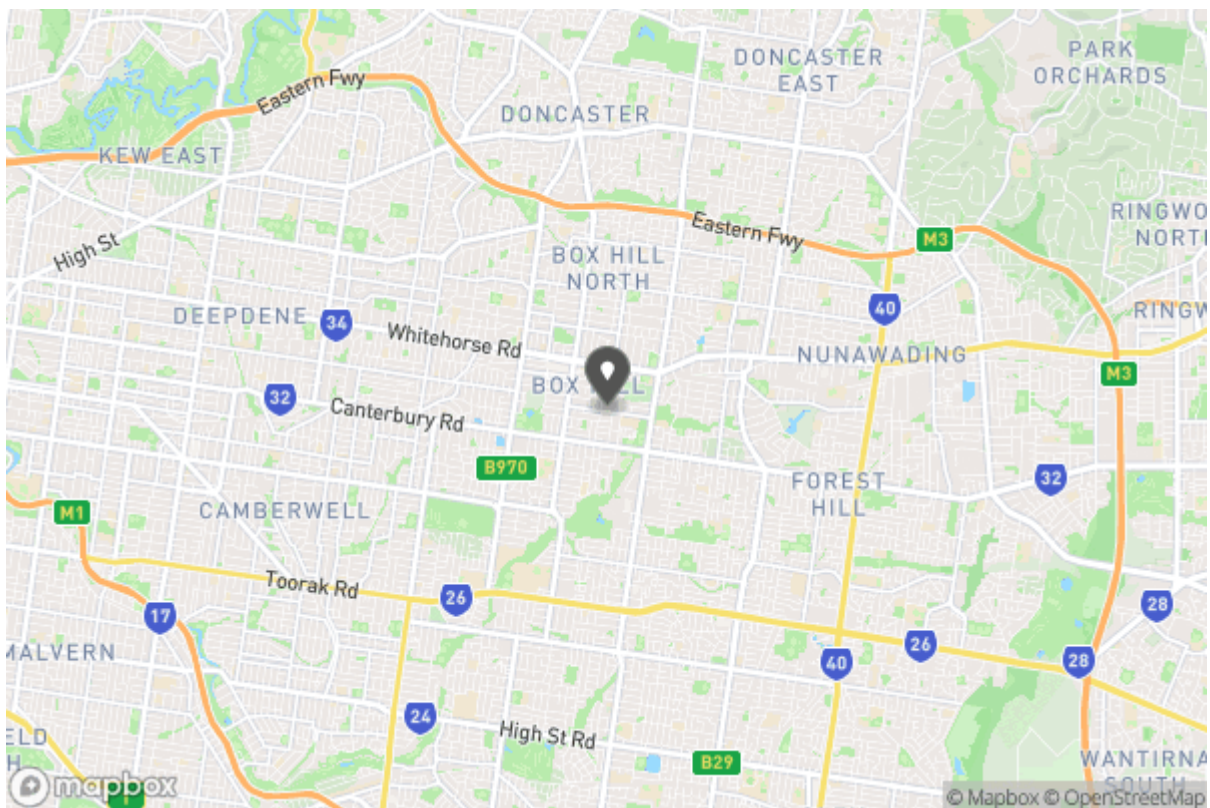 DONCASTER
EAST
PARK
ORCHARDS
Eastern Fwy
DONCASTER
KEW EAST
RINGWO
NORTH
Eastern Fwy
M3
High St
BOX HILL
NORTH
40
DEEPDENE
34
Whitehorse Rd
NUNAWADING
RINGW
M3
BOX
LL
32
Canterbury Rd
B970
FOREST
HILL
32
M1
CAMBERWELL
Toorak Rd
26
28
17
26
MALVERN
40
28
24
High St Rd
ELD
H
B29
WANTIRNA
SOUTH
mapbox
1
© Mapbox © OpenStreetMap